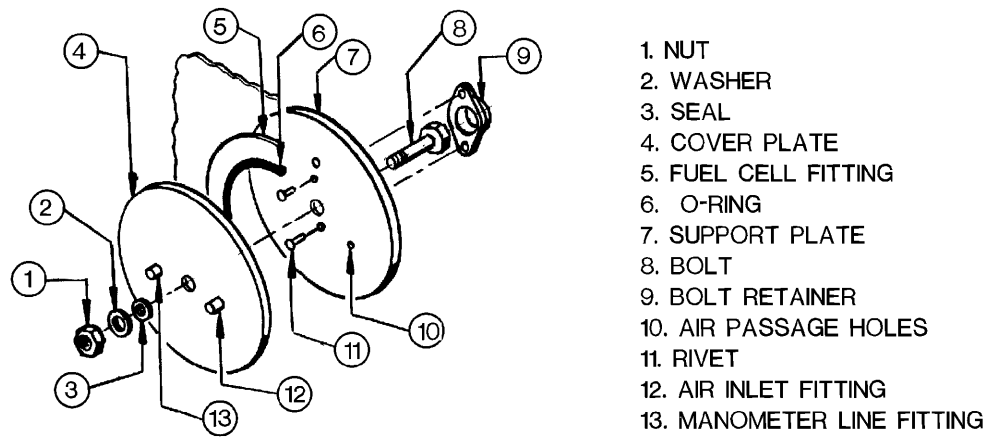 5
6
8
4
7
9
2
1
3
13
12
11
10
1. NUT
2. WASHER
3. SEAL
4. COVER PLATE
5. FUEL CELL FITTING
6. O-RING
7. SUPPORT PLATE
8. BOLT
9. BOLT RETAINER
10. AIR PASSAGE HOLES
11. RIVET
12. AIR INLET FITTING
13. MANOMETER LINE FITTING